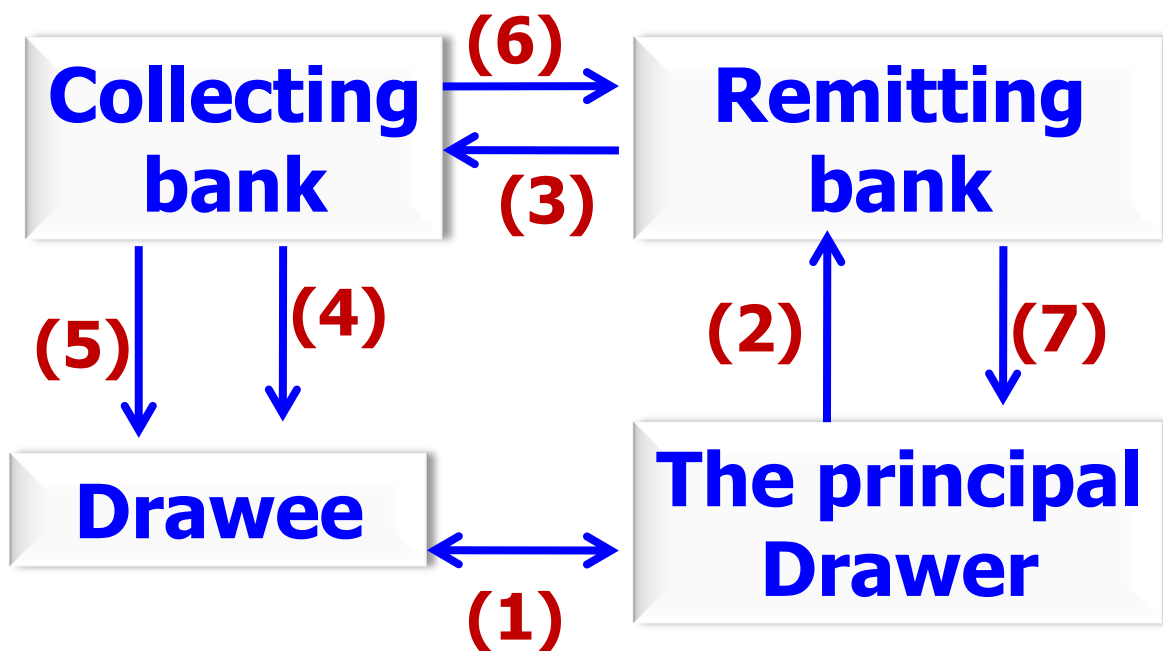 (6)
Collecting
bank
Remitting
bank
(3)
(5)
(4)
(2)
(7)
Drawee
The principal
Drawer
(1)